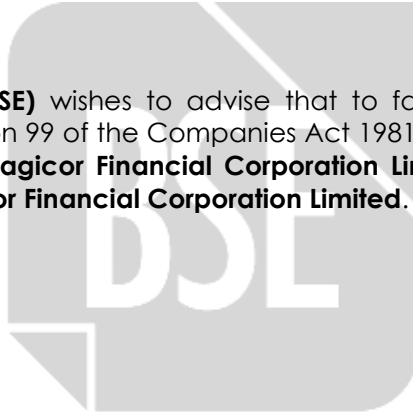 SE) wishes to advise that to fa
on 99 of the Companies Act 1981
agicor Financial Corporation Li
or Financial Corporation Limited.
BSE